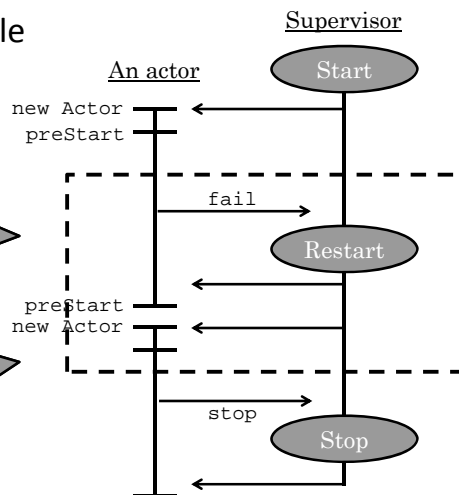 le
Supervisor
An actor
Start
new Actor
preStart
fail
Restart
preStart
new Actor
stop
Stop